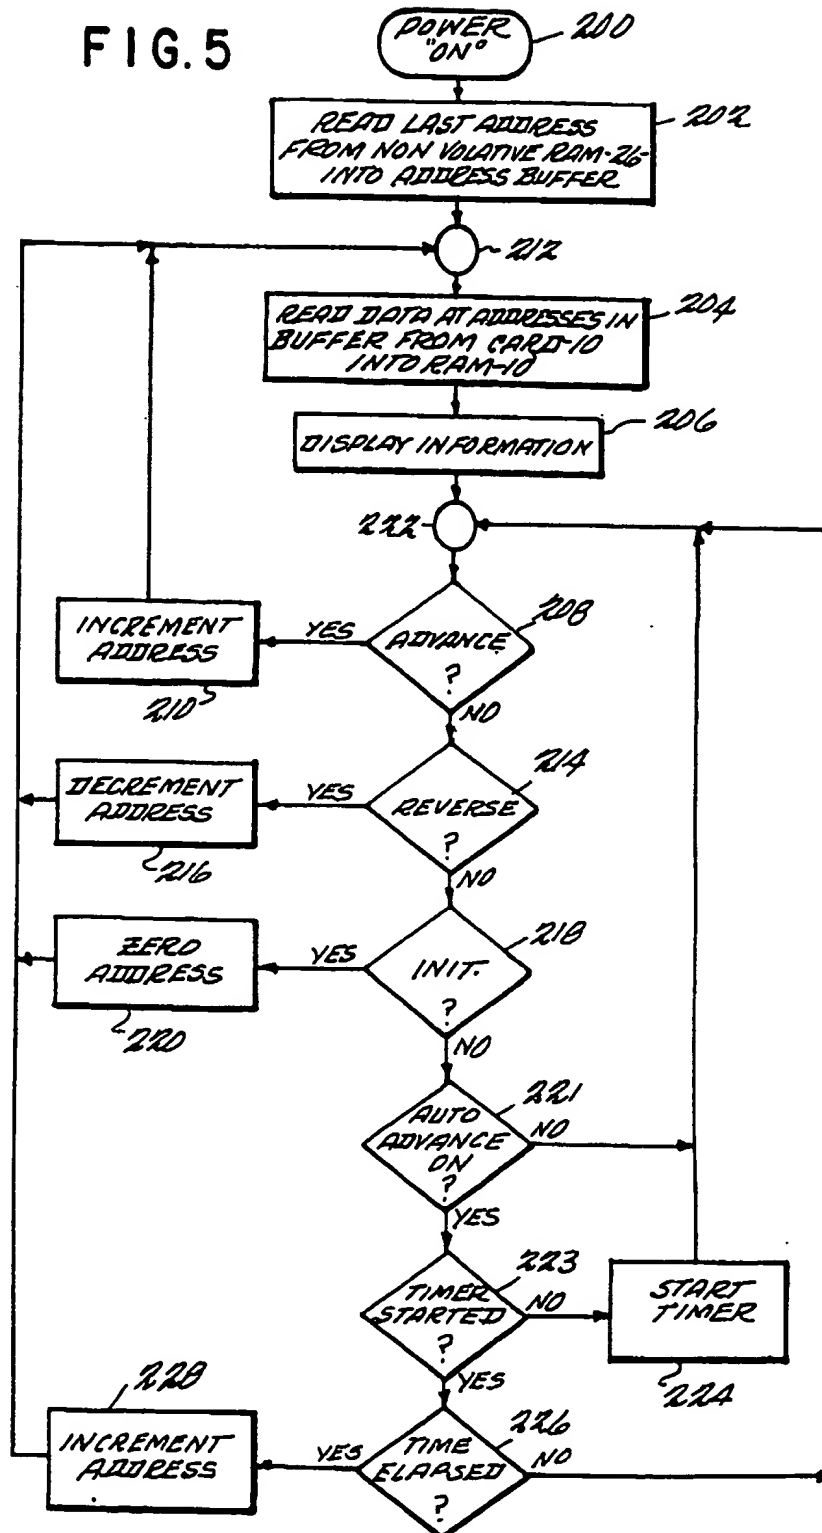 FIG. 5
POWER
"ON"
200
READ LAST ADDRESS
FROM NON VOLATIVE RAM-26-
INTO ADDRESS BUFFER
202
212
READ DATA AT ADDRESSES IN
BUFFER FROM CARD-10
INTO RAM-10
204
DISPLAY INFORMATION
206
222
ADVANCE
?
208
YES
NO
INCREMENT
ADDRESS
210
REVERSE
?
214
YES
NO
DECREMENT
ADDRESS
216
INIT.
?
218
YES
NO
ZERO
ADDRESS
220
AUTO
ADVANCE
ON
?
221
NO
YES
TIMER
STARTED
?
223
NO
YES
START
TIMER
224
TIME
ELAPSED
?
226
YES
NO
INCREMENT
ADDRESS
228